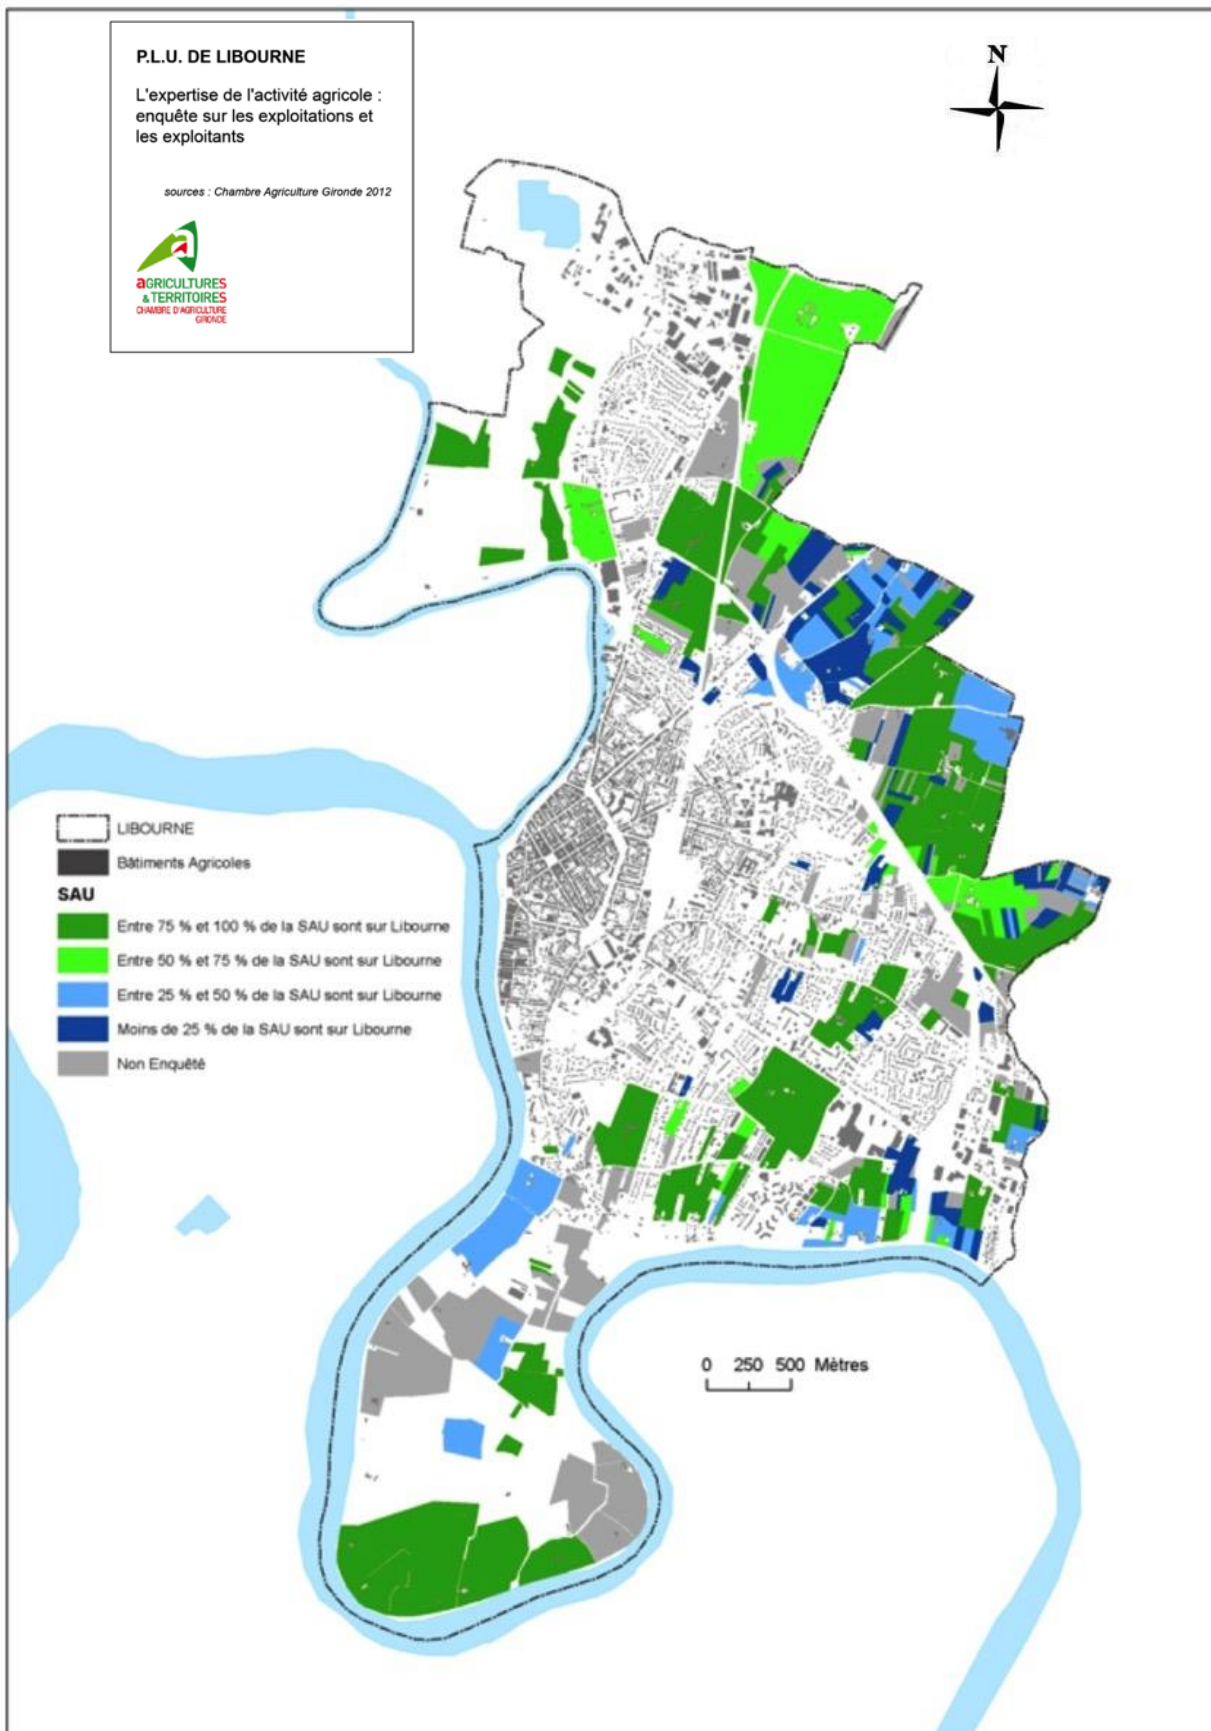 P.L.U. DE LIBOURNE
L'expertise de l'activité agricole :
enquête sur les exploitations et
les exploitants
sources : Chambre Agriculture Gironde 2012
a
aGRICULTURES
& TERRITOIRES
CHAMBRE D'AGRICULTURE
GIRONDE
N
LIBOURNE
Bâtiments Agricoles
SAU
Entre 75 % et 100 % de la SAU sont sur Libourne
Entre 50 % et 75 % de la SAU sont sur Libourne
Entre 25 % et 50 % de la SAU sont sur Libourne
Moins de 25 % de la SAU sont sur Libourne
Non Enquêté
0 250 500 Mètres